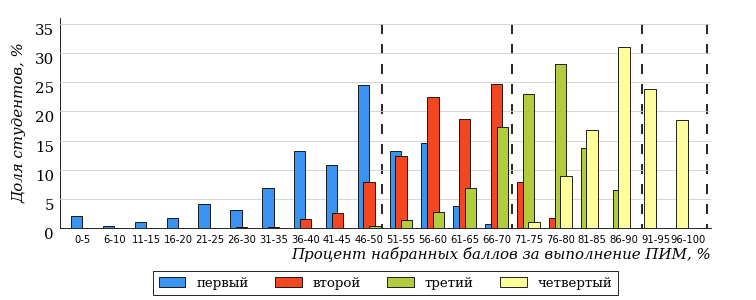 Доля студентов, %
35
30
25
20
15
10
5
0
0-5 6-10 11-15 16-20 21-25 26-30 31-35 36-40 41-45 46-50 51-55 56-60 61-65 66-70 71-75 76-80 81-85 86-90 91-95 96-100
Процент набранных баллов за выполнение ПИМ, %
первый второй третий четвертый